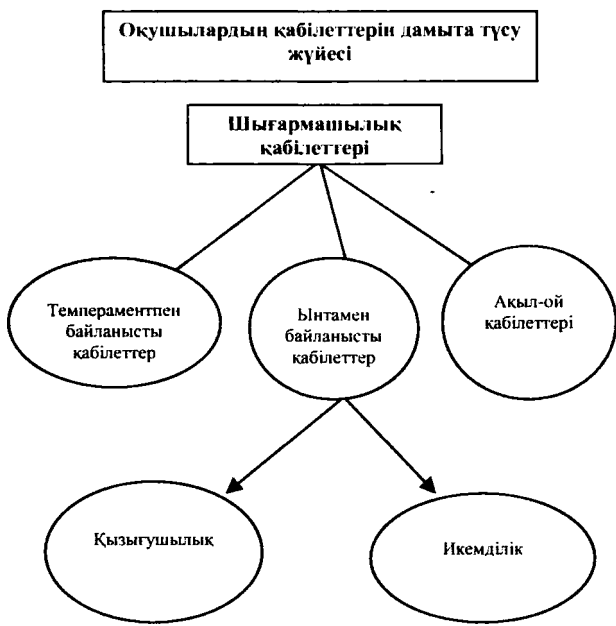 Оқушылардың қабілеттерін дамыта түсу
жүйесі
Шығармашылық
қабілеттері
Темпераментпен
байланысты
қабілеттер
Ынтамен
байланысты
қабілеттер
Ақыл-ой
қабілеттері
Қызығушылық
Икемділік